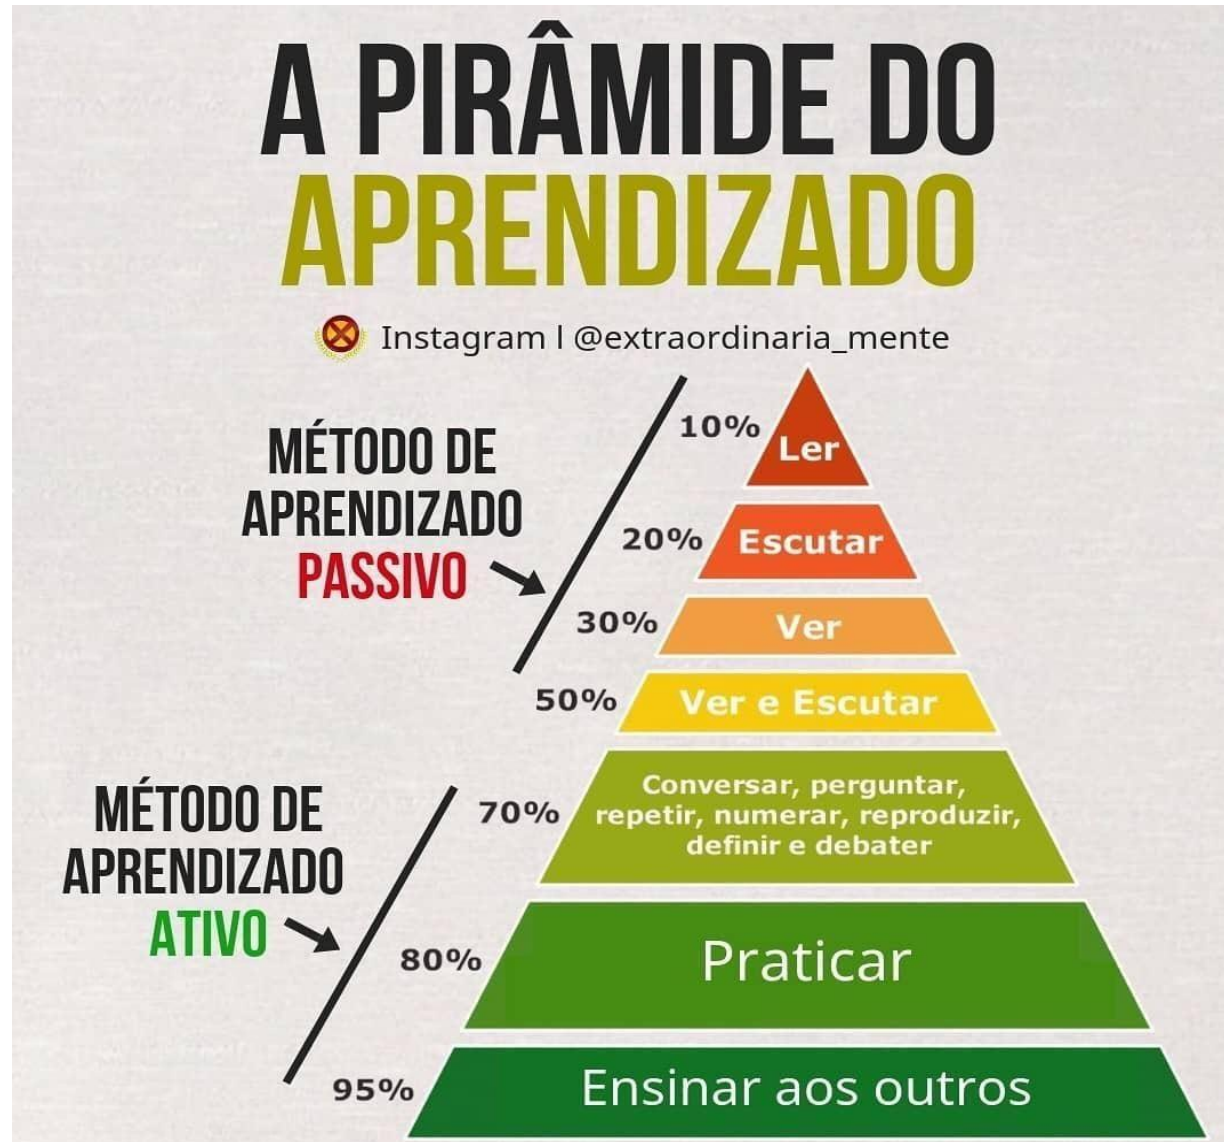 A PIRÂMIDE DO
APRENDIZADO
Instagram l @extraordinaria_mente
MÉTODO DE
APRENDIZADO
PASSIVO
10%
Ler
20%
Escutar
30%
Ver
50%
Ver e Escutar
MÉTODO DE
APRENDIZADO
ATIVO
70%
Conversar, perguntar,
repetir, numerar, reproduzir,
definir e debater
80%
Praticar
95%
Ensinar aos outros